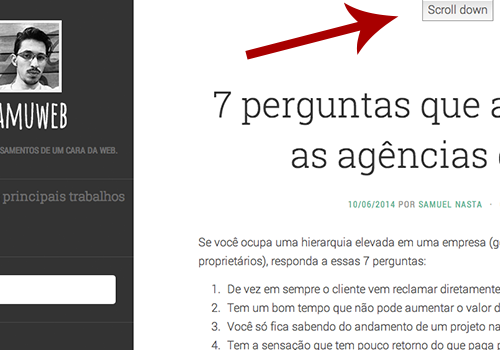 Scroll down
AMUWEB
SAMENTOS DE UM CARA DA WEB.
principais trabalhos
7 perguntas que a
as agências
10/06/2014 POR SAMUEL NASTA ·
Se você ocupa uma hierarquia elevada em uma empresa (g
proprietários), responda a essas 7 perguntas:
1. De vez em sempre o cliente vem reclamar diretamente
2. Tem um bom tempo que não pode aumentar o valor d
3. Você só fica sabendo do andamento de um projeto na
4. Tem a sensação que tem pouco retorno do que paga p